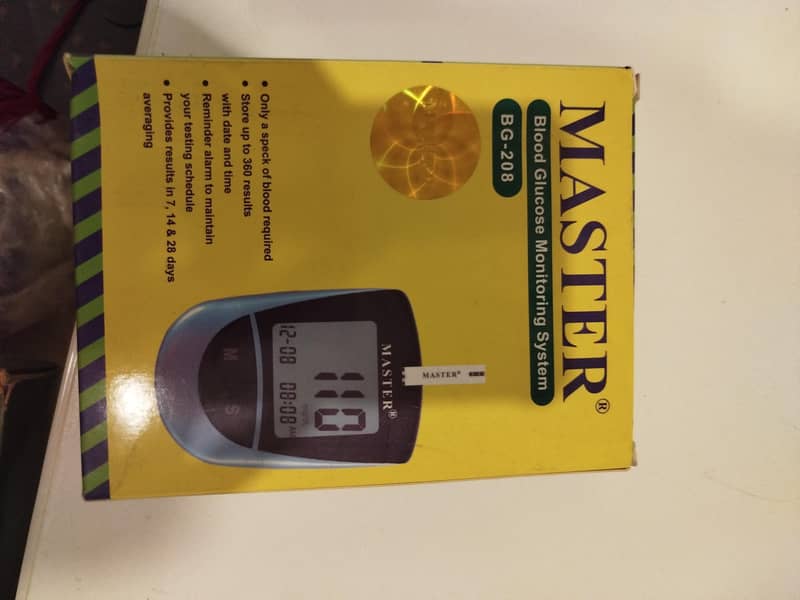 MASTER®
Blood Glucose Monitoring System
BG-208
• Only a speck of blood required
• Store up to 360 results
with date and time
• Reminder alarm to maintain
your testing schedule
• Provides results in 7, 14 & 28 days
averaging
MASTER®
MASTER®
110
12-08 08:08
M S